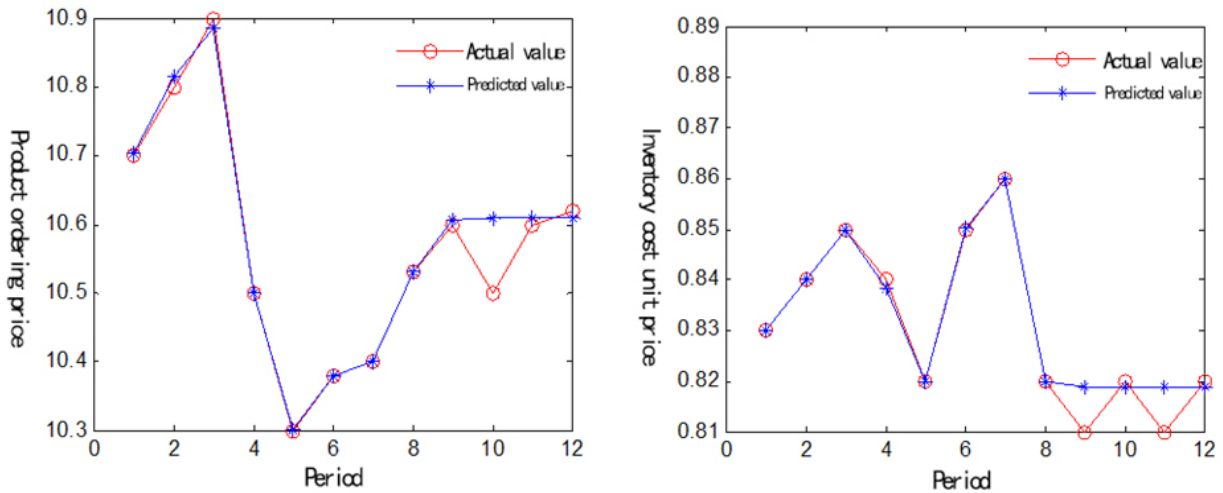 10.9
10.8
10.7
10.6
10.5
10.4
10.3
0 2 4 6 8 10 12
Product ordering price
Period
Actual value
Predicted value
0.89
0.88
0.87
0.86
0.85
0.84
0.83
0.82
0.81
0 2 4 6 8 10 12
Inventory cost unit price
Period
Actual value
Predicted value